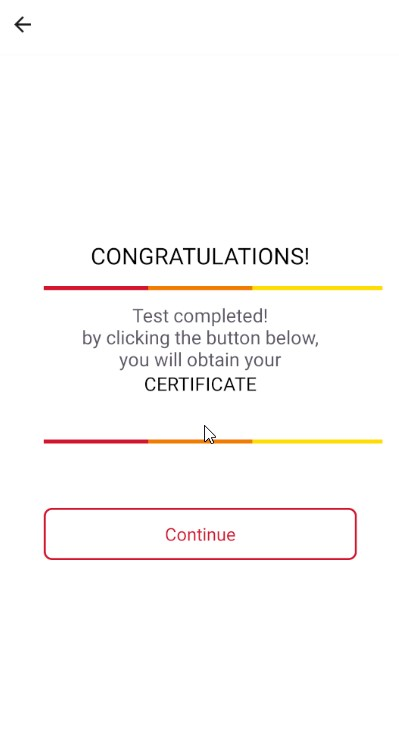 CONGRATULATIONS!
Test completed!
by clicking the button below,
you will obtain your
CERTIFICATE
Continue